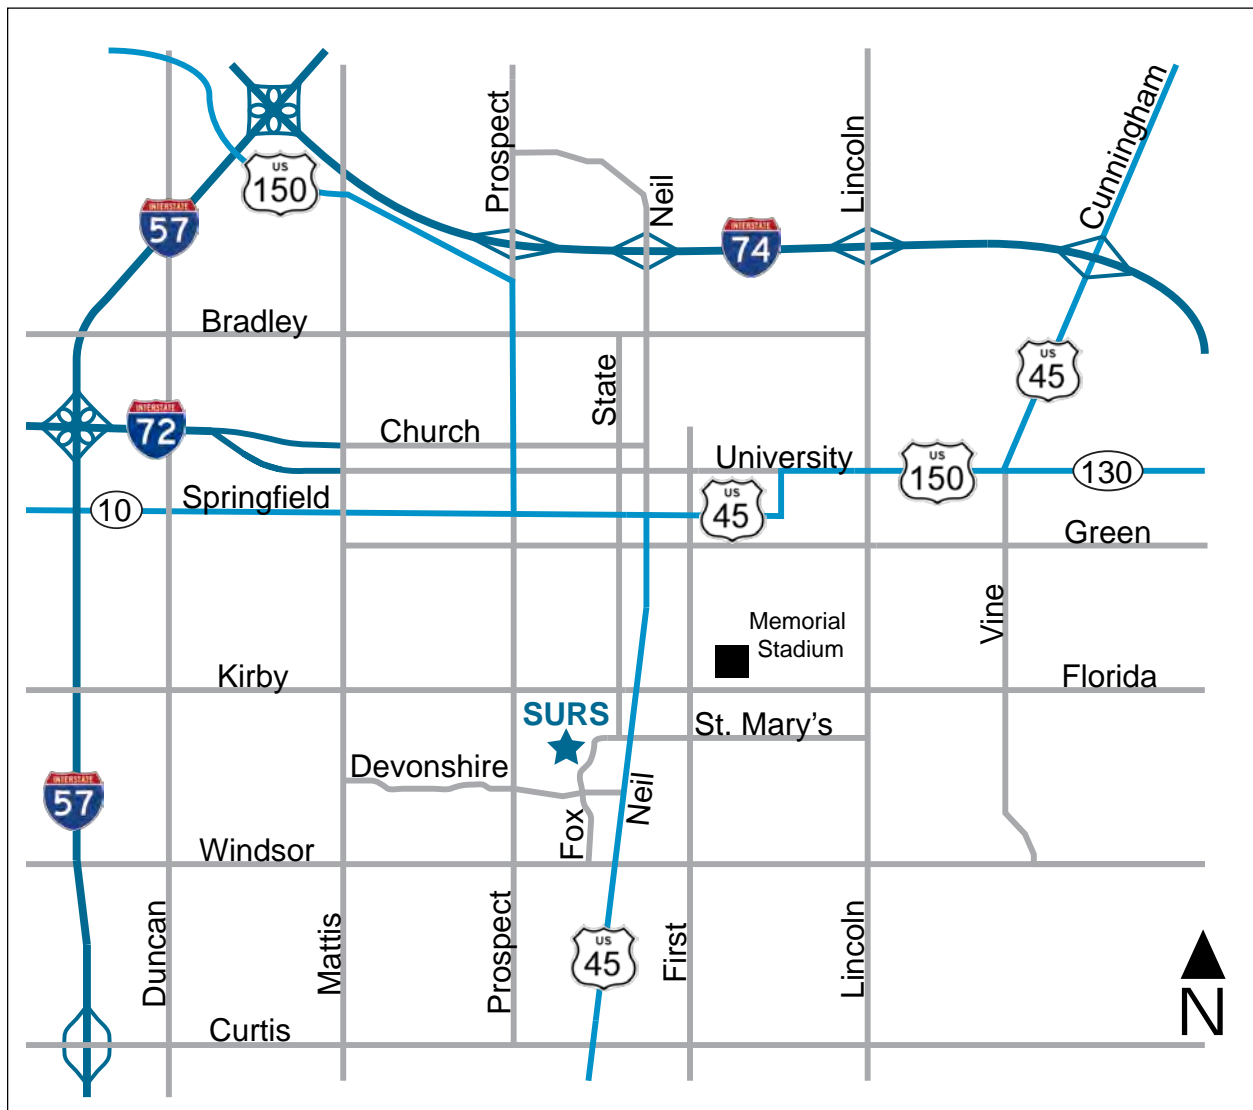 Prospect
Neil
Lincoln
Cunningham
US
150
INTERSTATE
57
INTERSTATE
74
Bradley
State
US
45
INTERSTATE
72
Church
University
US
150
130
Springfield
10
US
45
Green
Vine
Memorial
Stadium
Kirby
Florida
SURS
St. Mary's
Devonshire
Neil
INTERSTATE
57
Fox
Windsor
Duncan
Mattis
Prospect
US
45
First
Lincoln
Curtis
N